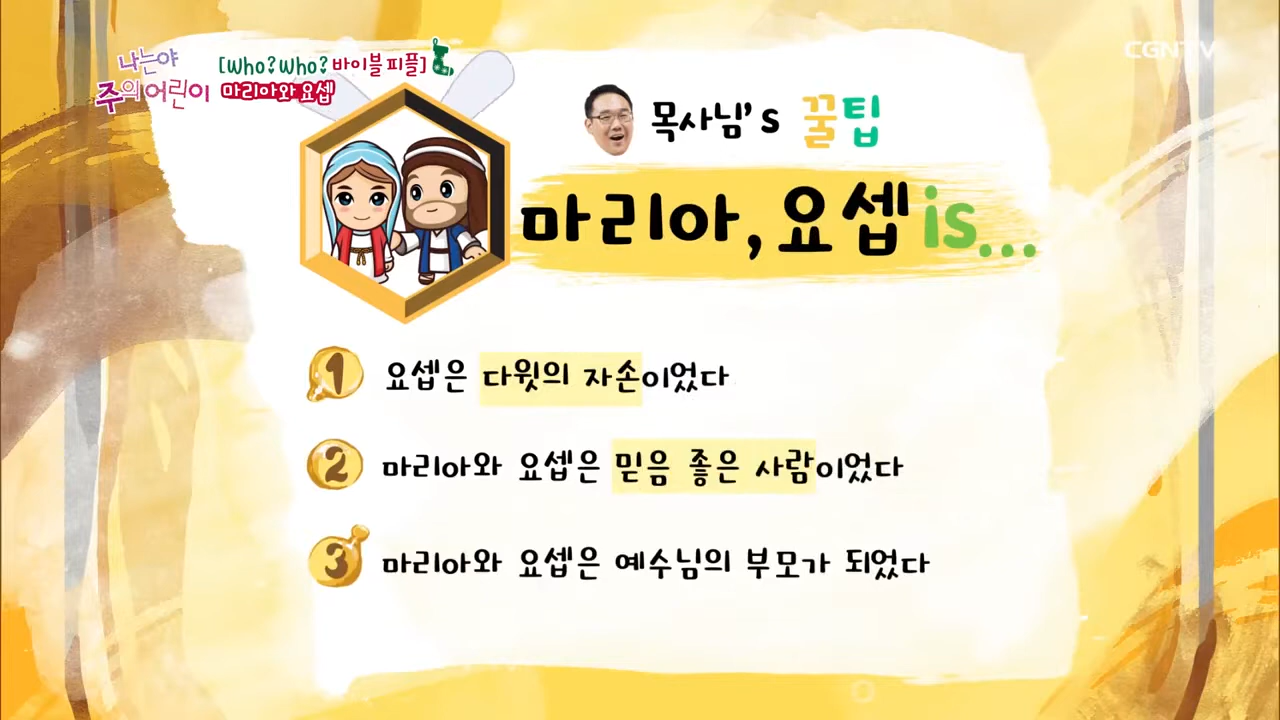 나는야
주의 어린이
[Who?Who? 바이블 피플]
마리아와 요셉
CGNTV
목사님's 꿀팁
마리아, 요셉 is...
1 요셉은 다윗의 자손이었다
2 마리아와 요셉은 믿음 좋은 사람이었다
3 마리아와 요셉은 예수님의 부모가 되었다